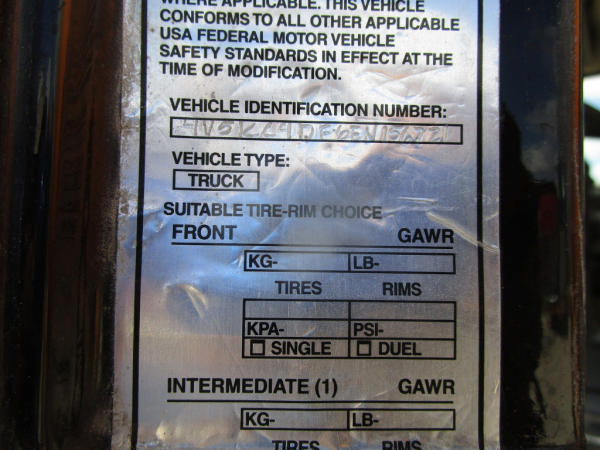 WHERE APPLICABLE. THIS VEHICLE
CONFORMS TO ALL OTHER APPLICABLE
USA FEDERAL MOTOR VEHICLE
SAFETY STANDARDS IN EFFECT AT THE
TIME OF MODIFICATION.
VEHICLE IDENTIFICATION NUMBER:
VEHICLE TYPE:
TRUCK
SUITABLE TIRE-RIM CHOICE
FRONT GAWR
KG- LB-
TIRES RIMS
KPA- PSI-
SINGLE DUEL
INTERMEDIATE (1) GAWR
KG- LB-
TIRES RIMS